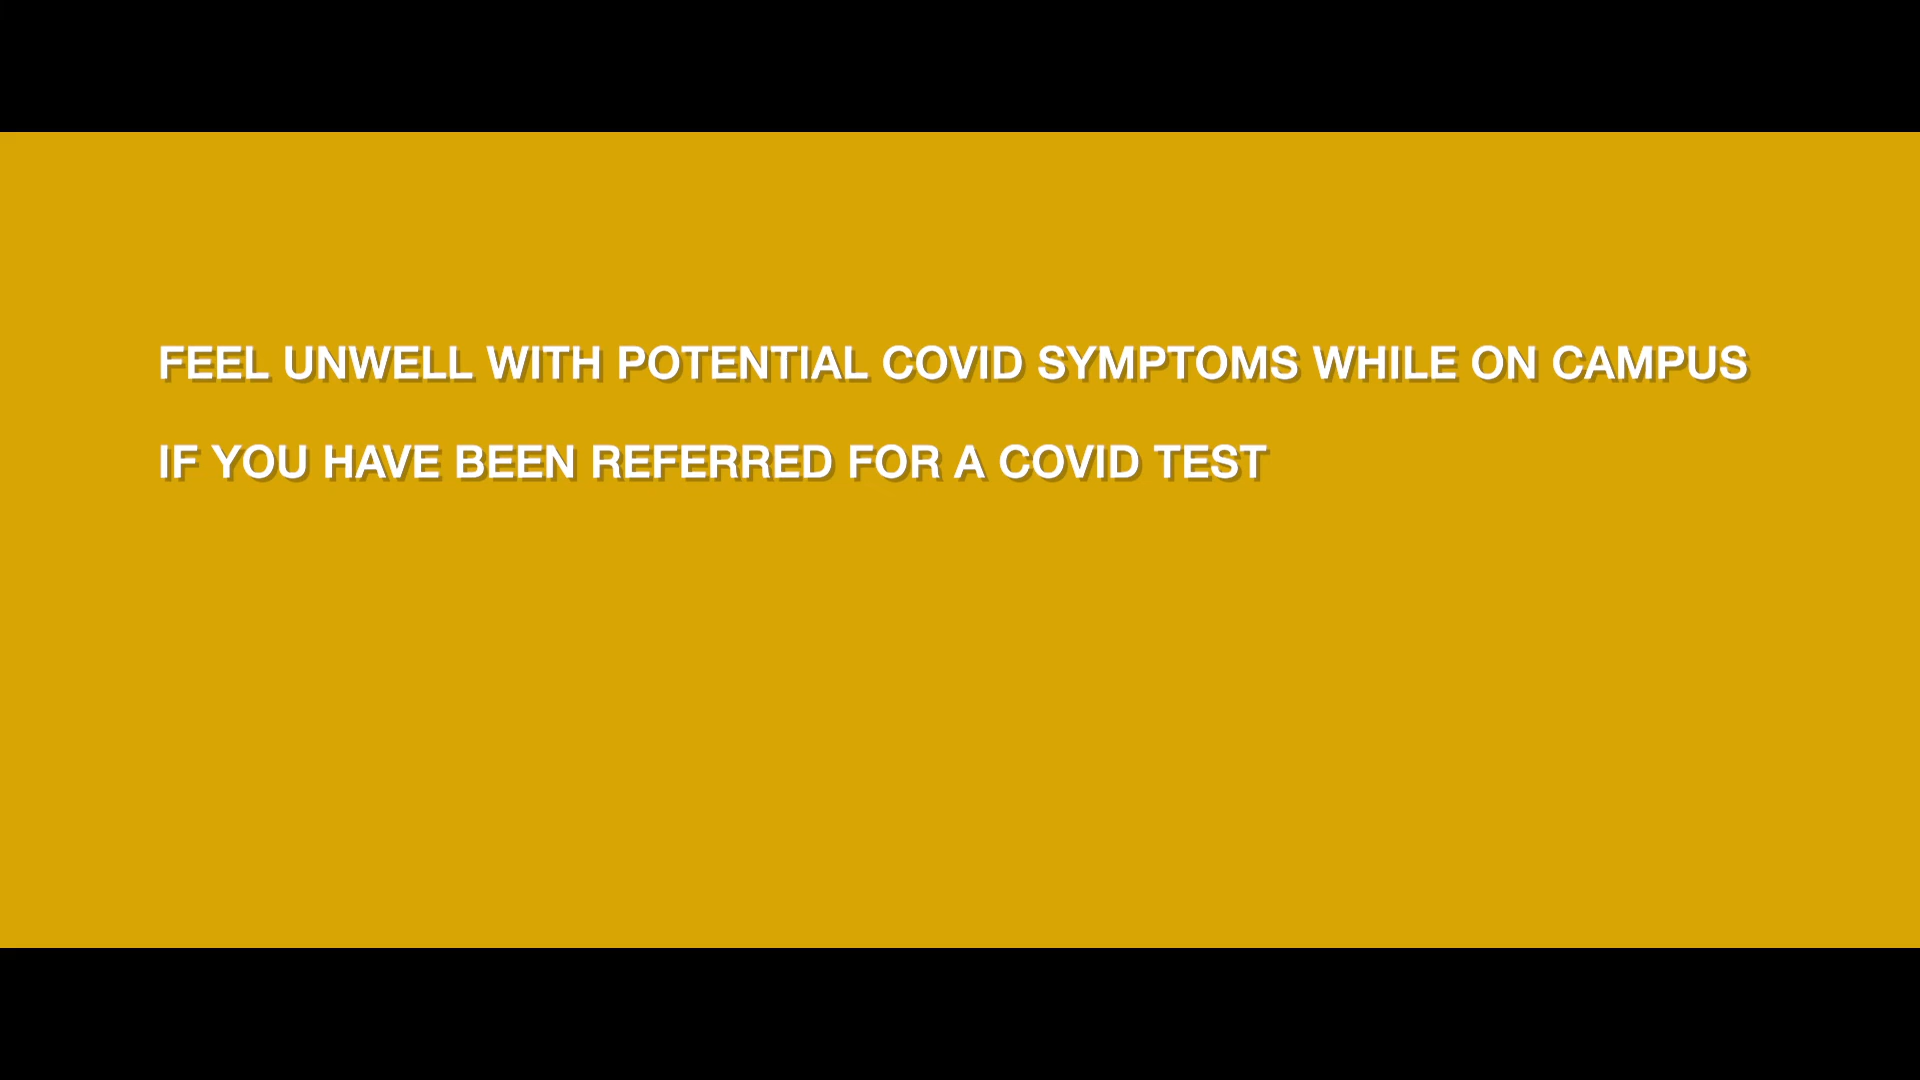 FEEL UNWELL WITH POTENTIAL COVID SYMPTOMS WHILE ON CAMPUS
IF YOU HAVE BEEN REFERRED FOR A COVID TEST